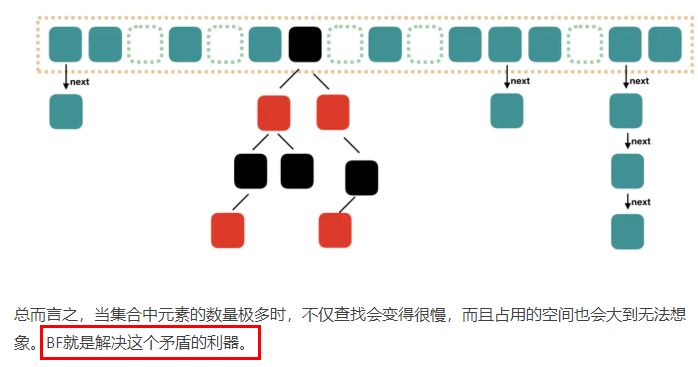 next
next
next
next
next
总而言之，当集合中元素的数量极多时，不仅查找会变得很慢，而且占用的空间也会大到无法想
象。BF就是解决这个矛盾的利器。